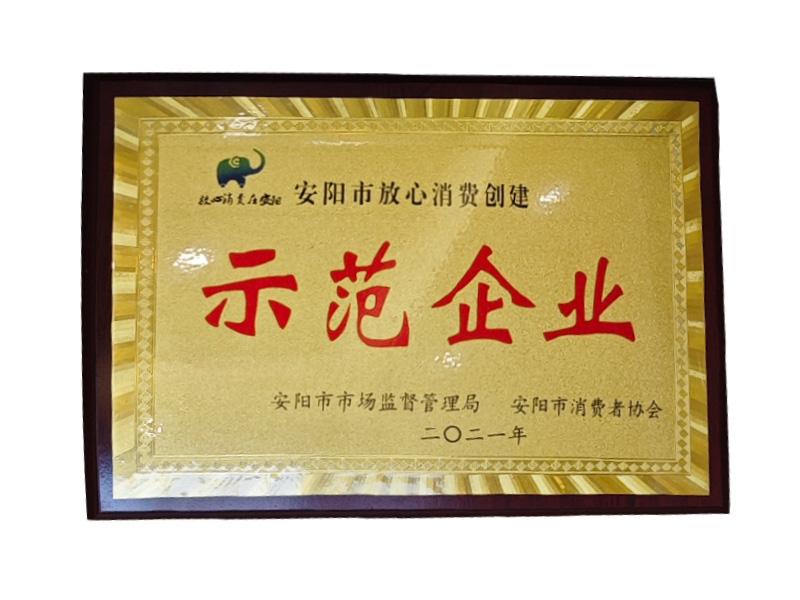 安阳市放心消费创建
放心消费在安阳
示范企业
安阳市市场监督管理局 安阳市消费者协会
二〇二一年